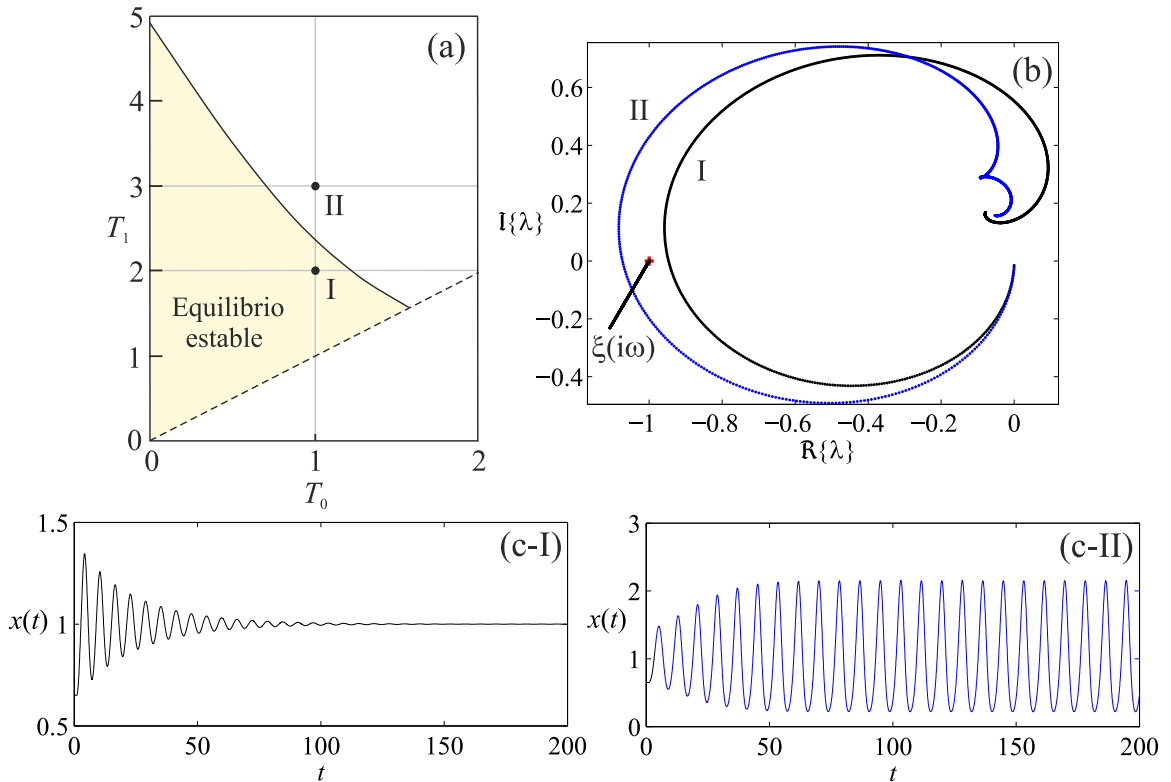 (a)
5
4
3
2
1
0
T₁
II
I
Equilibrio
estable
0
1
2
T₀
(b)
0.6
0.4
0.2
0
−0.2
−0.4
ℑ{λ}
II
I
ξ(iω)
−1
−0.8
−0.6
−0.4
−0.2
0
ℜ{λ}
(c-I)
1.5
1
0.5
x(t)
0
50
100
150
200
t
(c-II)
3
2
1
0
x(t)
0
50
100
150
200
t